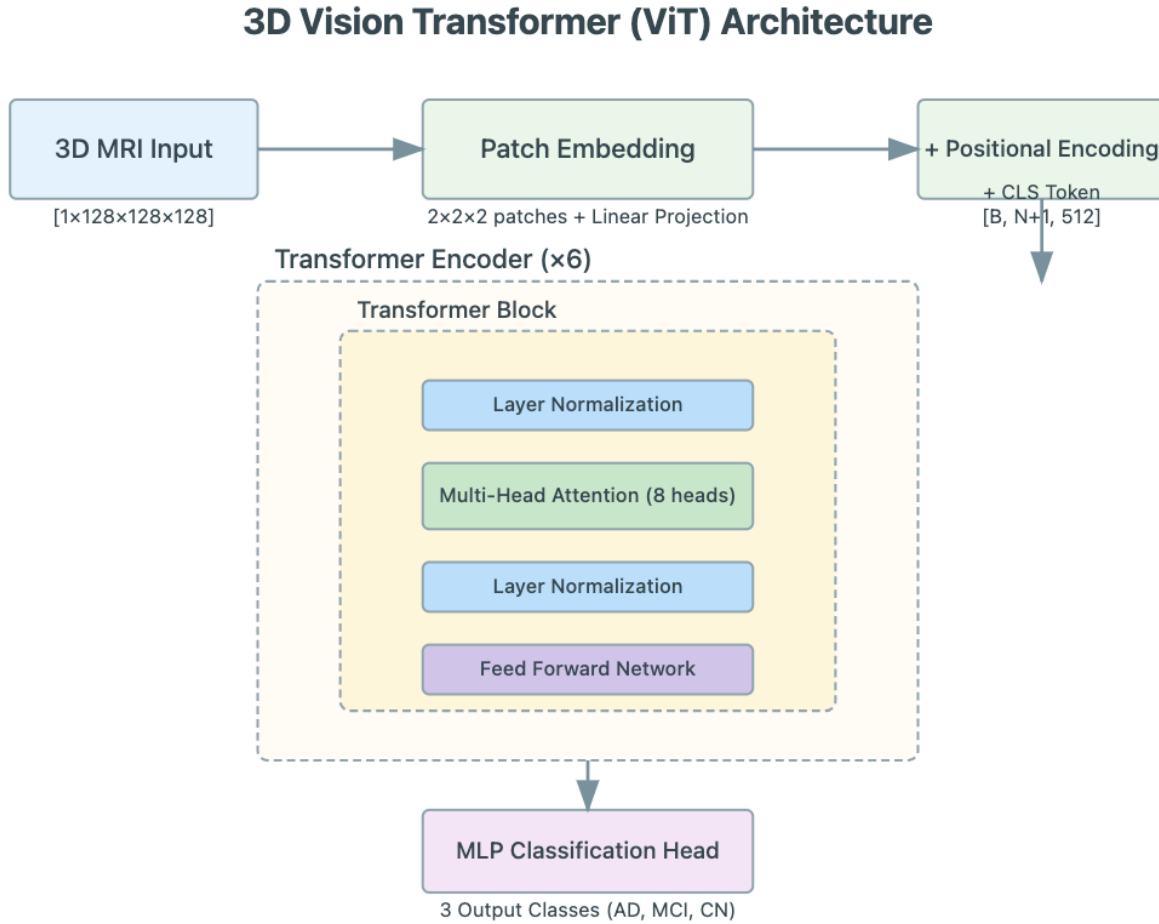 3D Vision Transformer (ViT) Architecture
3D MRI Input
[1×128×128×128]
Patch Embedding
2×2×2 patches + Linear Projection
+ Positional Encoding
+ CLS Token
[B, N+1, 512]
Transformer Encoder (×6)
Transformer Block
Layer Normalization
Multi-Head Attention (8 heads)
Layer Normalization
Feed Forward Network
MLP Classification Head
3 Output Classes (AD, MCI, CN)